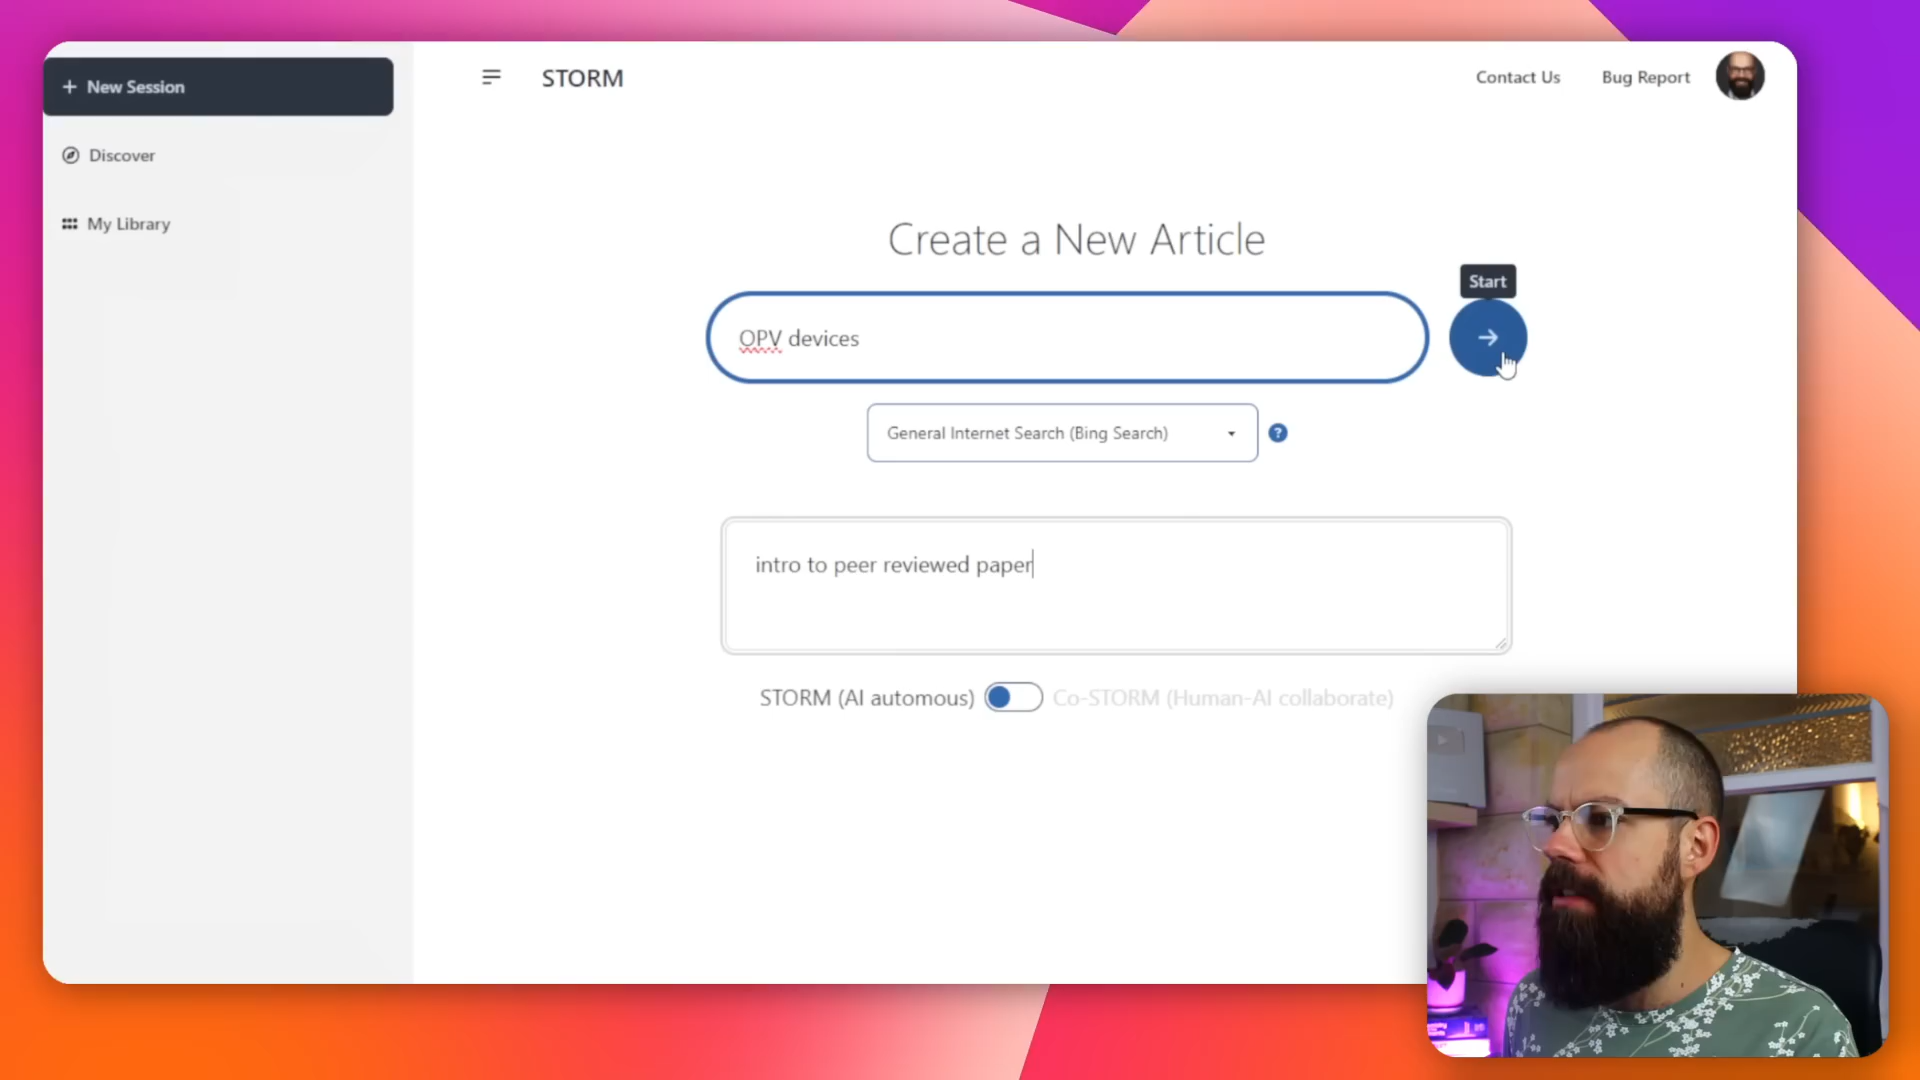 New Session
Discover
My Library
STORM
Contact Us
Bug Report
Create a New Article
Start
OPV devices
General Internet Search (Bing Search)
?
intro to peer reviewed paper
STORM (AI automous)
Co-STORM (Human-AI collaborate)